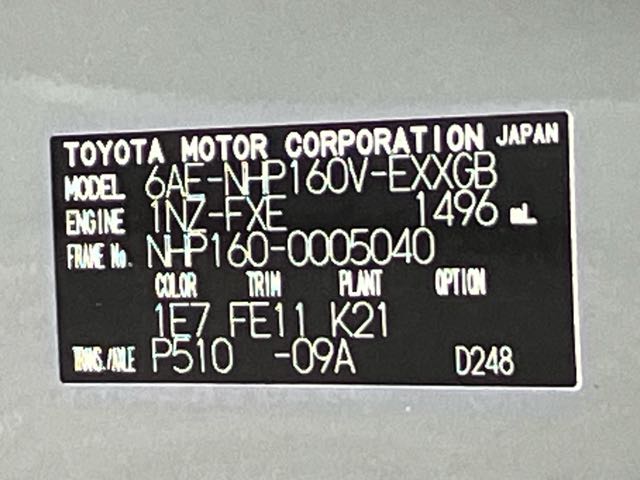 TOYOTA MOTOR CORPORATION JAPAN
MODEL 6AE-NHP160V-EXXGB
ENGINE 1NZ-FXE 1496 mL
FRAME No. NHP160-0005040
COLOR TRIM PLANT OPTION
1E7 FE11 K21
TRANS./AXLE P510 -09A D248